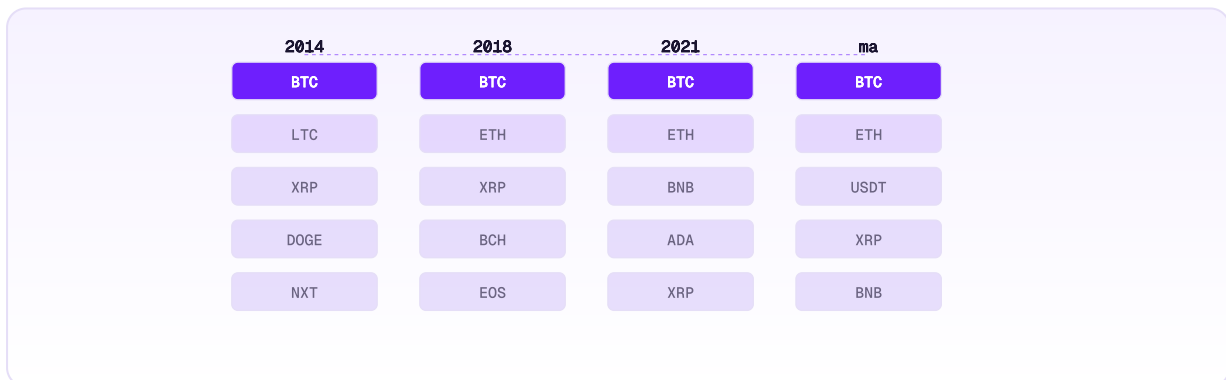 2014 2018 2021 ma
BTC BTC BTC BTC
LTC ETH ETH ETH
XRP XRP BNB USDT
DOGE BCH ADA XRP
NXT EOS XRP BNB